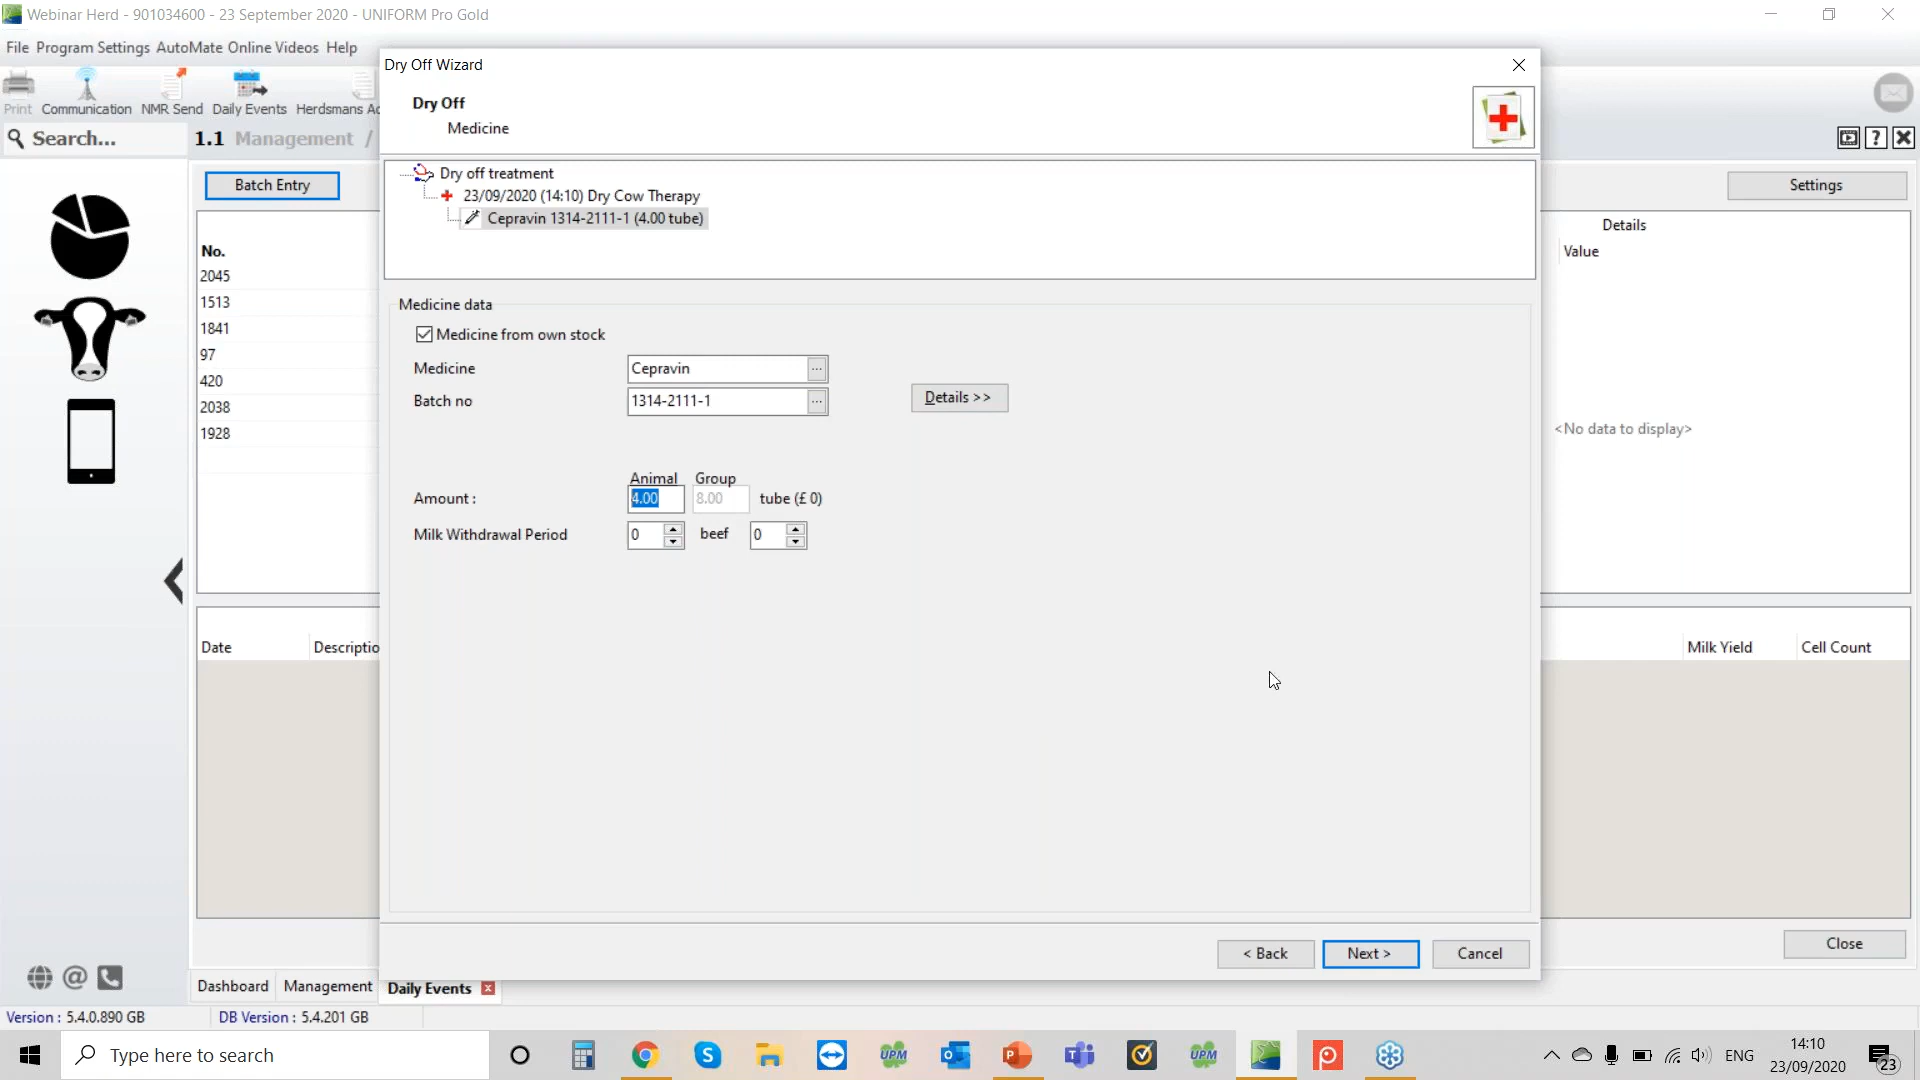 Webinar Herd - 901034600 - 23 September 2020 - UNIFORM Pro Gold
File Program Settings AutoMate Online Videos Help
Print Communication NMR Send Daily Events Herdsmans Ac
Search... 1.1 Management /
Dry Off Wizard
Dry Off
Medicine
Dry off treatment
23/09/2020 (14:10) Dry Cow Therapy
Cepravin 1314-2111-1 (4.00 tube)
Batch Entry
Settings
No.
2045
1513
1841
97
420
2038
1928
Details
Value
<No data to display>
Medicine data
Medicine from own stock
Medicine Cepravin ...
Batch no 1314-2111-1 ...
Details >>
Animal Group
Amount : 4.00 8.00 tube (£ 0)
Milk Withdrawal Period 0 beef 0
Date Descriptio
Milk Yield Cell Count
< Back Next > Cancel
Close
Dashboard Management Daily Events
Version : 5.4.0.890 GB DB Version : 5.4.201 GB
Type here to search
UPM
UPM
ENG
14:10
23/09/2020
23